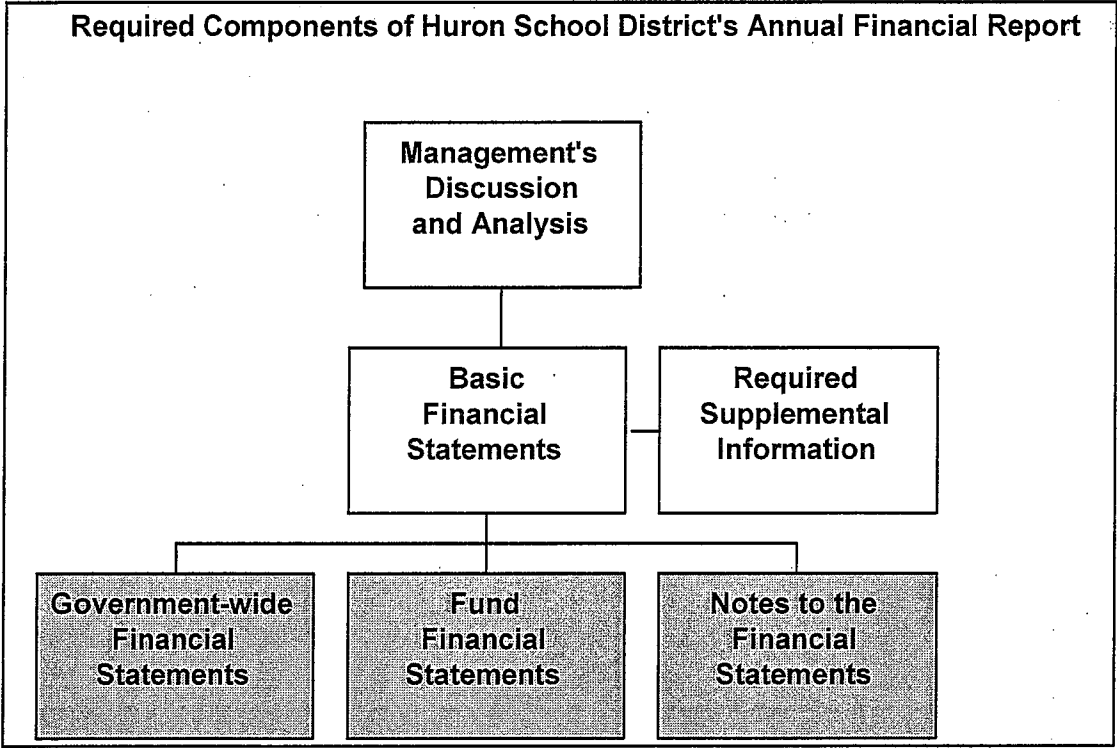 Required Components of Huron School District's Annual Financial Report
Management's
Discussion
and Analysis
Basic
Financial
Statements
Required
Supplemental
Information
Government-wide
Financial
Statements
Fund
Financial
Statements
Notes to the
Financial
Statements